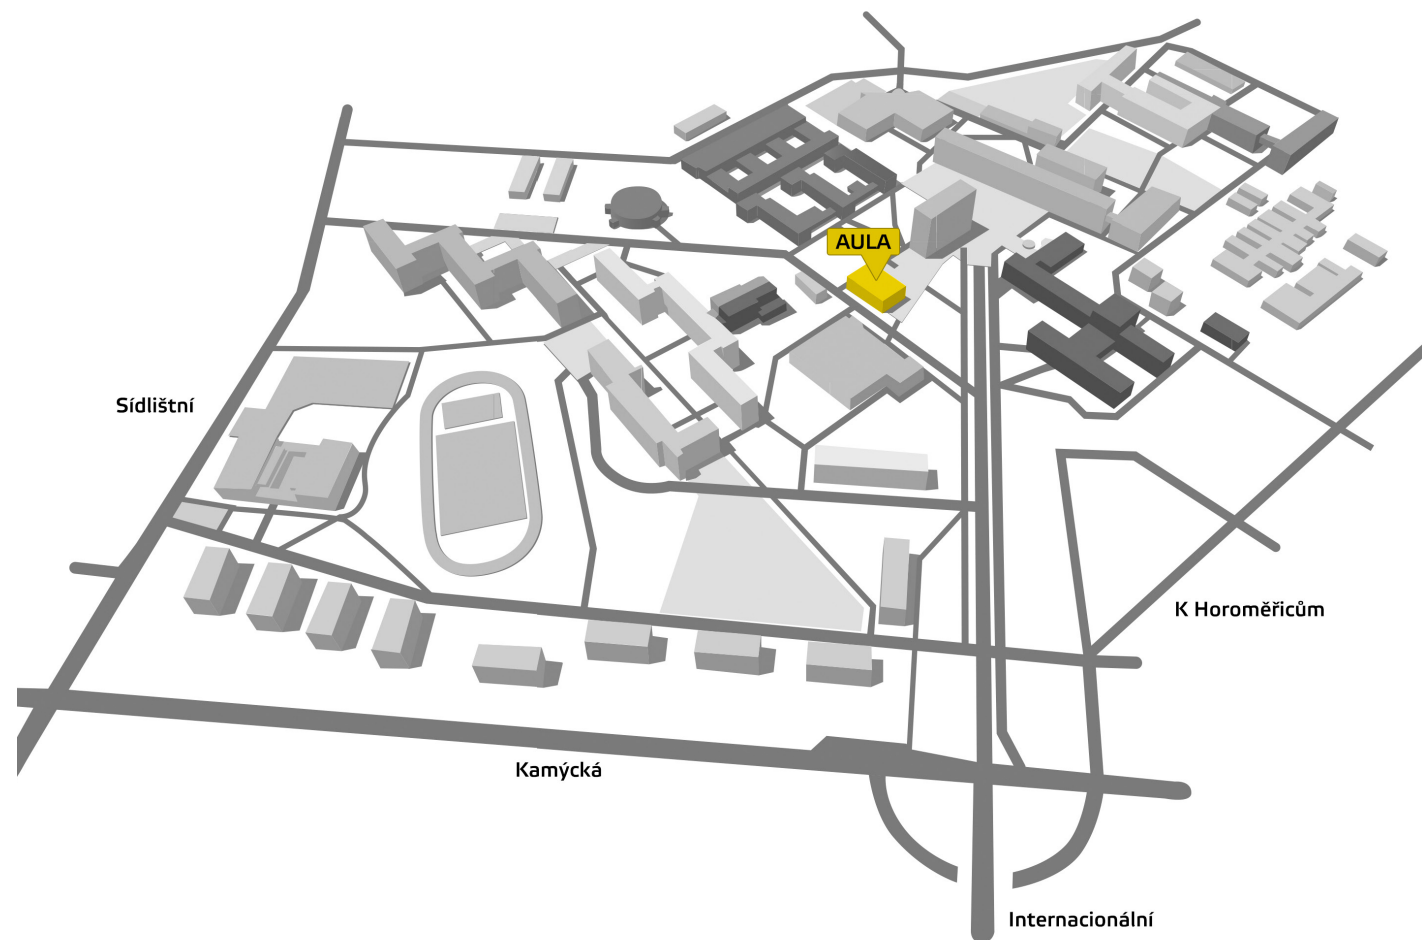 AULA
Sídlištní
K Horoměřicům
Kamýcká
Internacionální